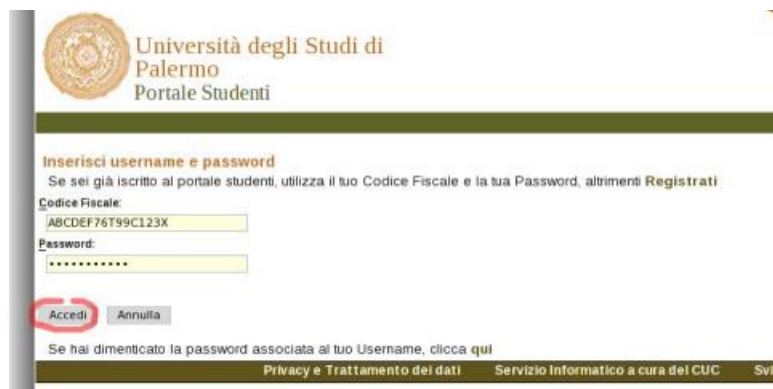 Università degli Studi di
Palermo
Portale Studenti
Inserisci username e password
Se sei già iscritto al portale studenti, utilizza il tuo Codice Fiscale e la tua Password, altrimenti Registrati
Codice Fiscale:
ABCDEF76T99C123X
Password:
•••••••••••
Accedi Annulla
Se hai dimenticato la password associata al tuo Username, clicca qui
Privacy e Trattamento dei dati Servizio Informatico a cura del CUC